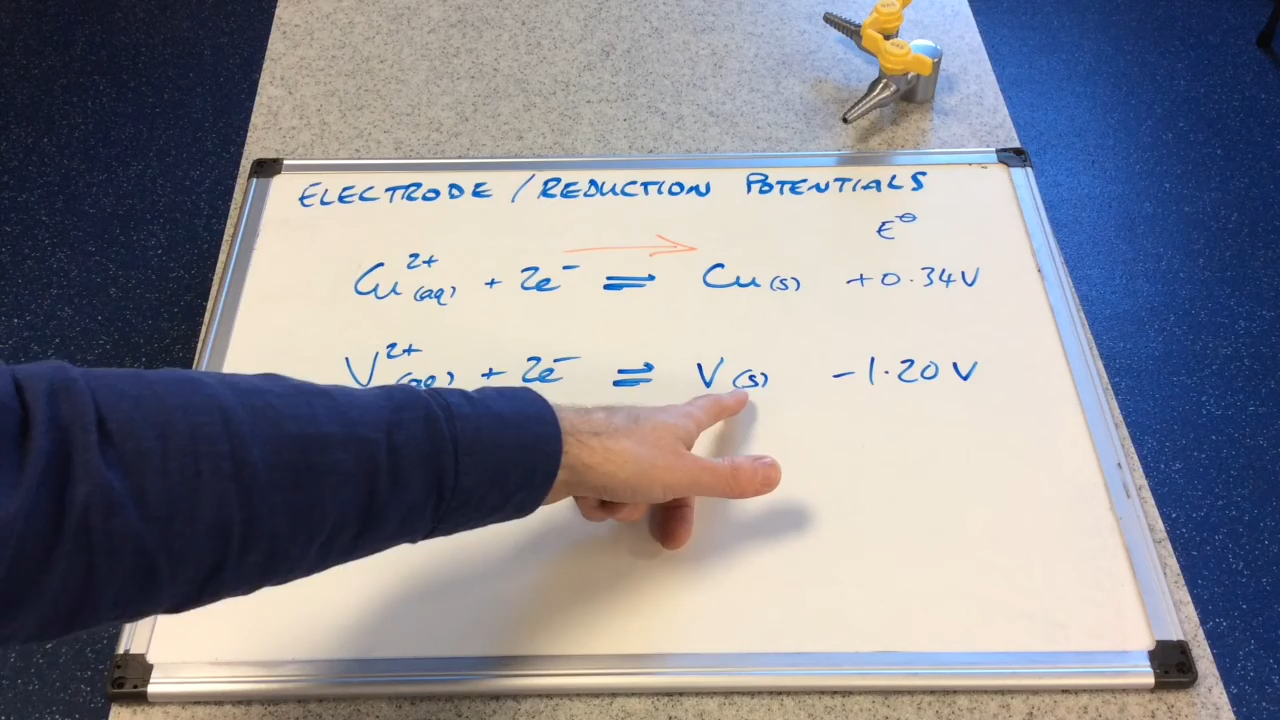 ELECTRODE / REDUCTION POTENTIALS
E⦵
Cu²⁺(aq) + 2e⁻ ⇌ Cu(s) +0.34V
V²⁺(aq) + 2e⁻ ⇌ V(s) -1.20V